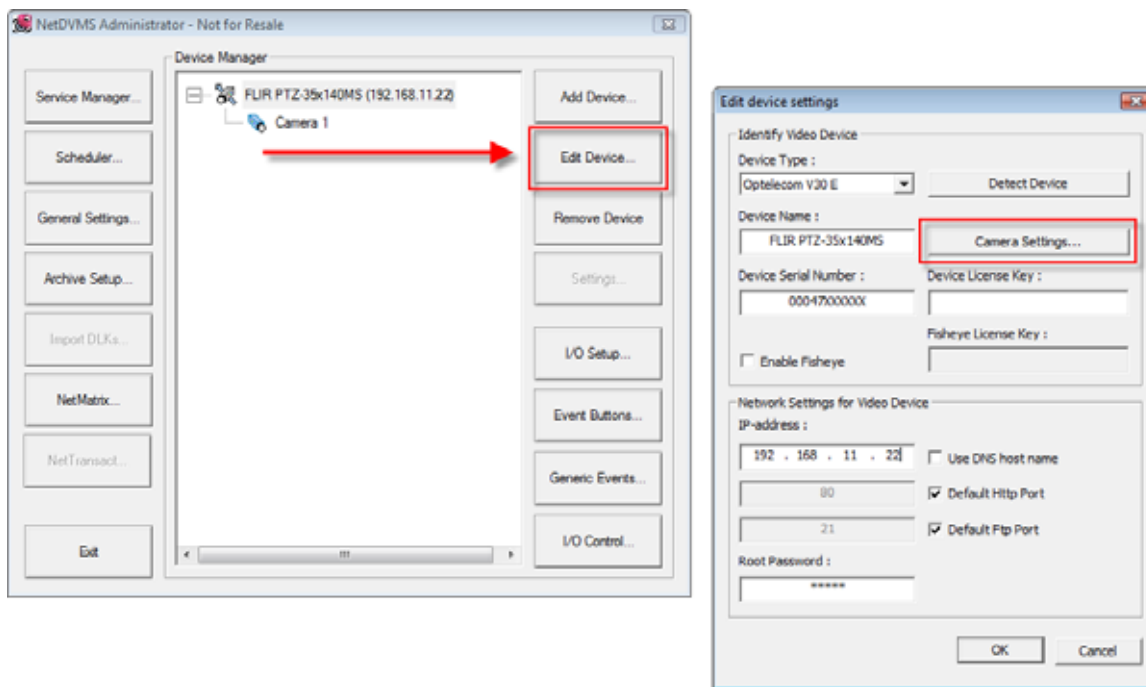 NetDVMS Administrator - Not for Resale
Device Manager
Service Manager...
Scheduler...
General Settings...
Archive Setup...
Import DLKs...
NetMatrix...
NetTransact...
Exit
FLIR PTZ-35x140MS (192.168.11.22)
Camera 1
Add Device...
Edit Device...
Remove Device
Settings...
I/O Setup...
Event Buttons...
Generic Events...
I/O Control...
Edit device settings
Identify Video Device
Device Type :
Optelecom V30 E
Detect Device
Device Name :
FLIR PTZ-35x140MS
Camera Settings...
Device Serial Number :
Device License Key :
00047XXXXXX
Fisheye License Key :
Enable Fisheye
Network Settings for Video Device
IP-address :
192 . 168 . 11 . 22
Use DNS host name
80
Default Http Port
21
Default Ftp Port
Root Password :
*****
OK
Cancel